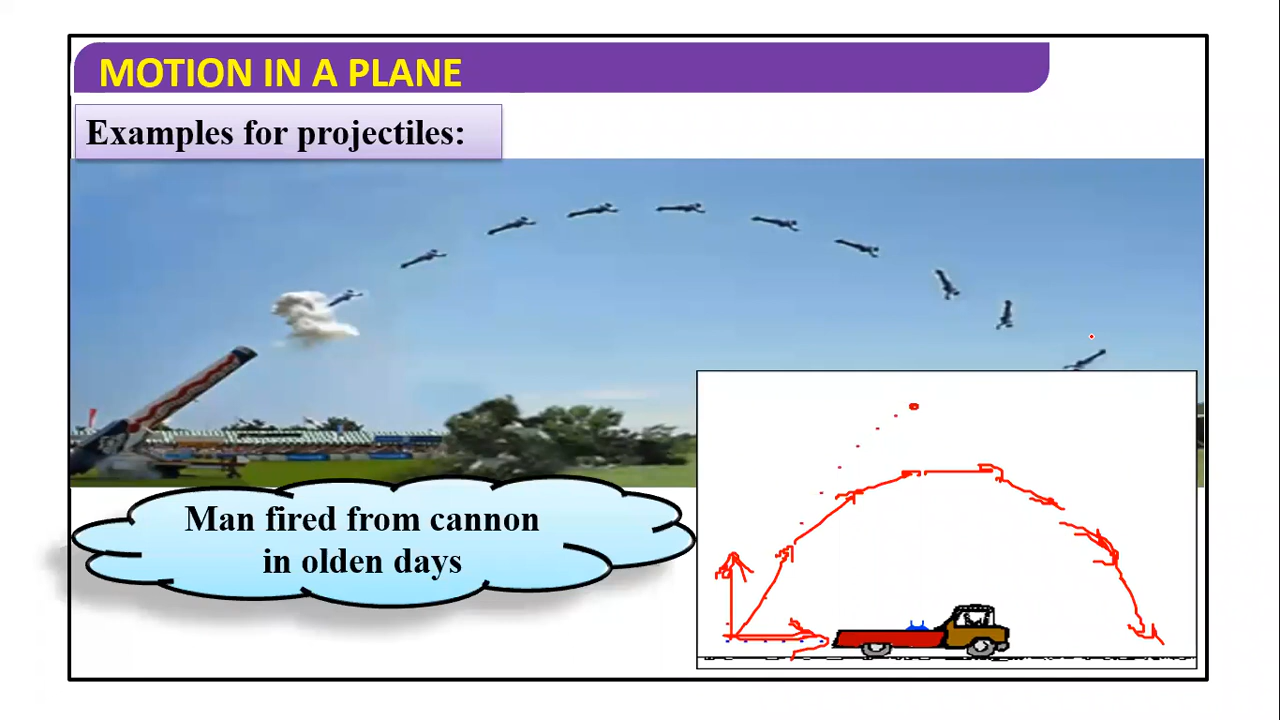 MOTION IN A PLANE
Examples for projectiles:
Man fired from cannon
in olden days